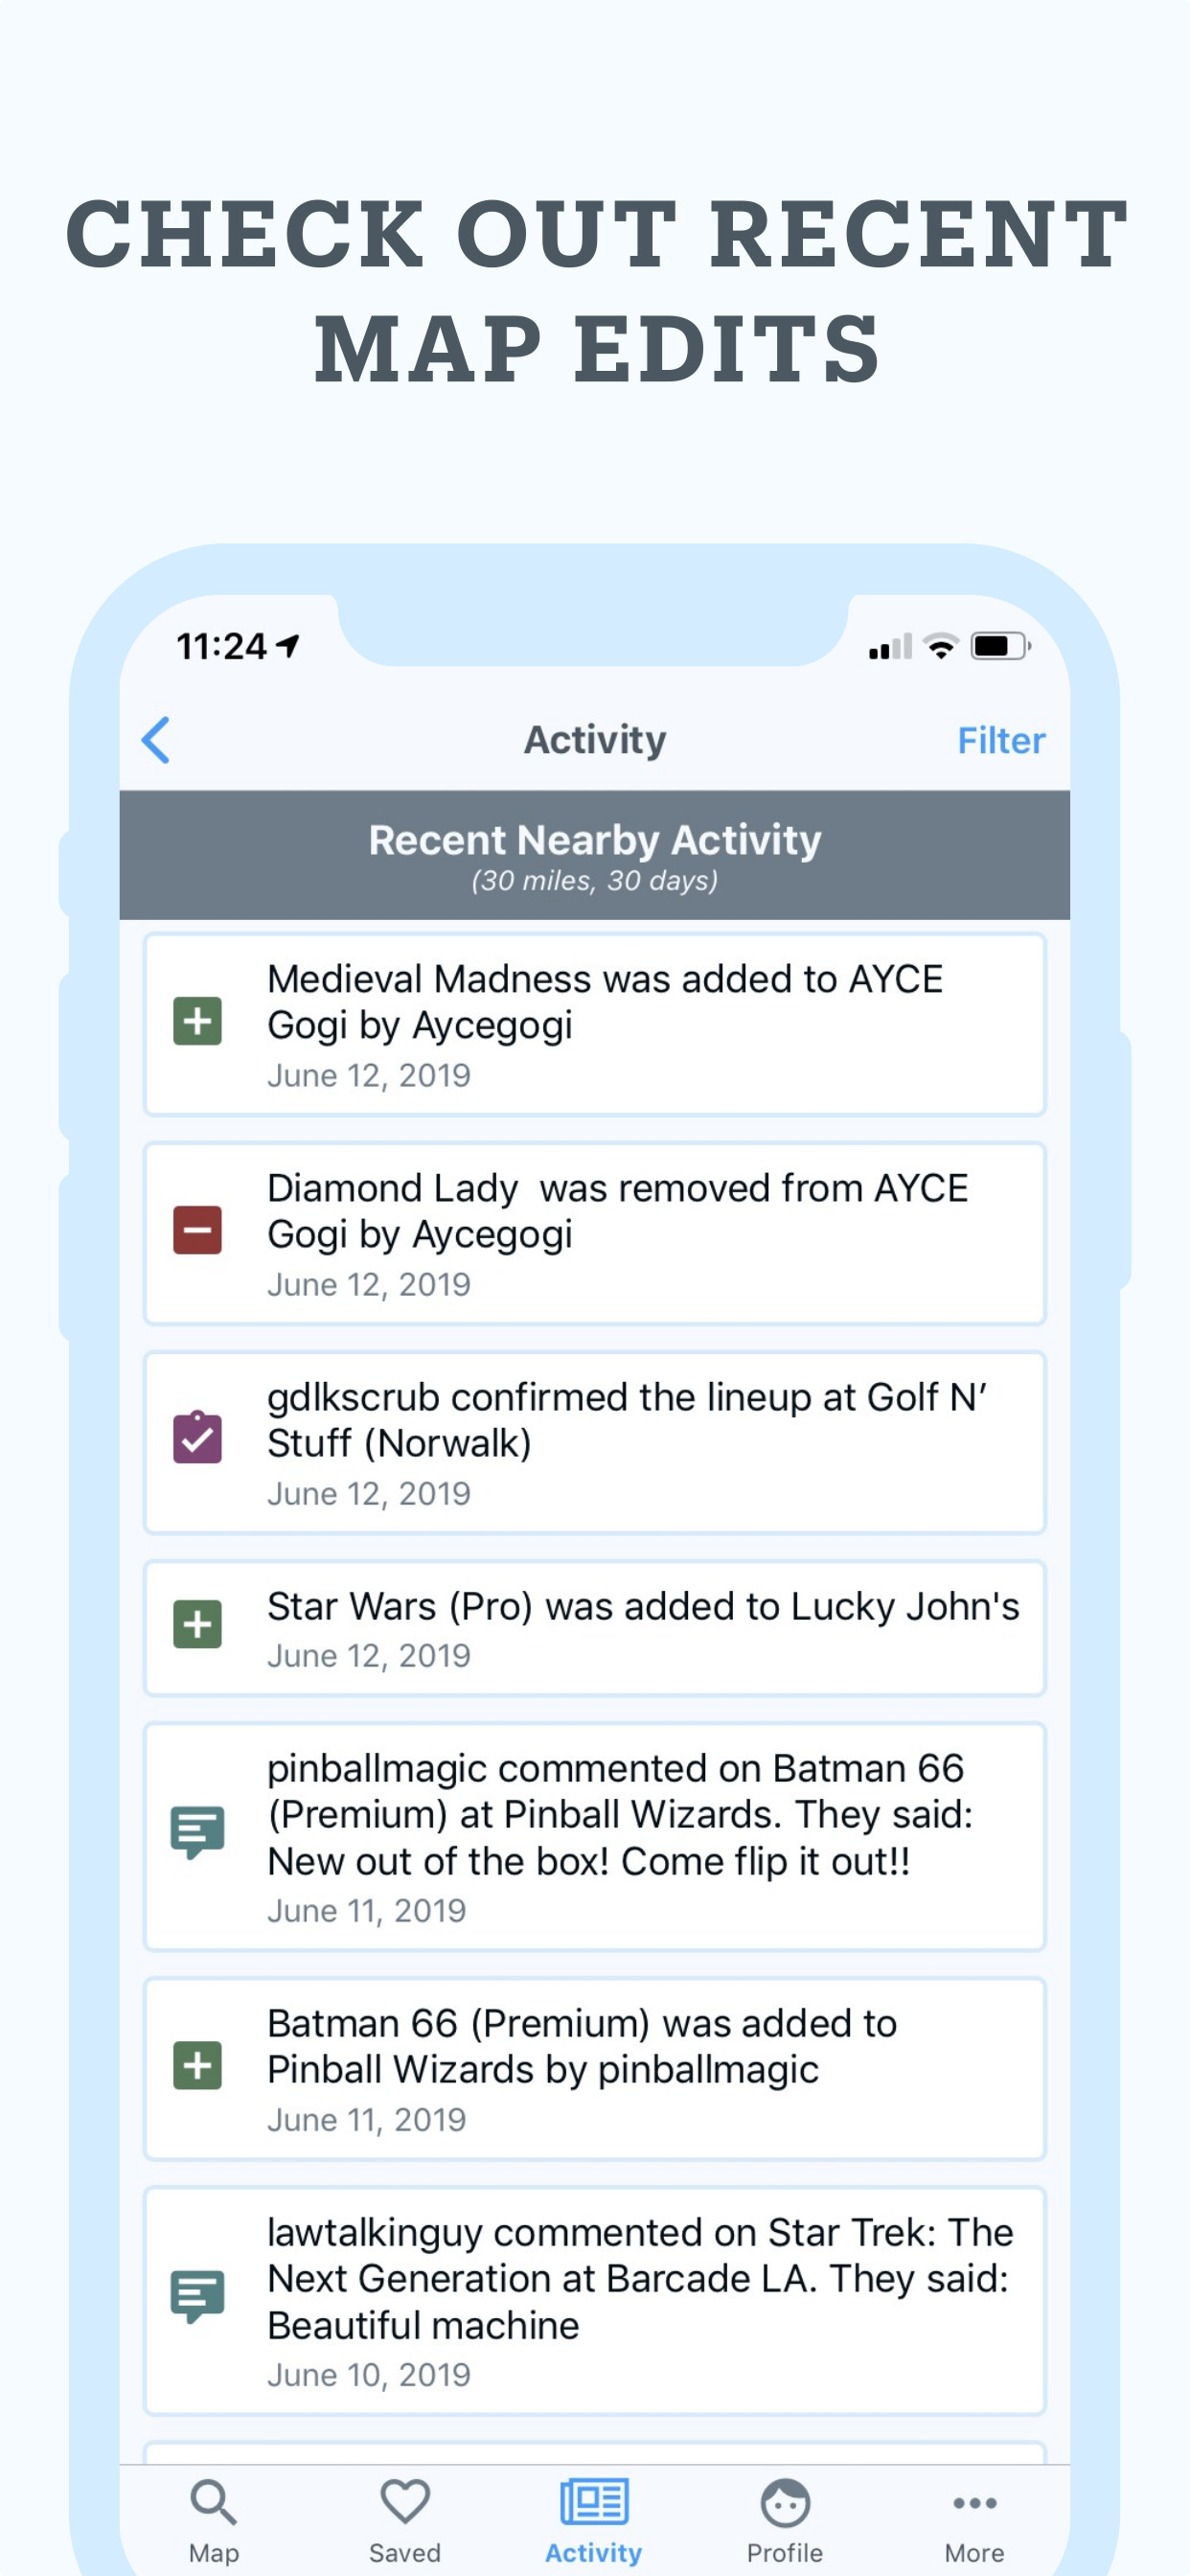 CHECK OUT RECENT
MAP EDITS
11:24
Activity
Filter
Recent Nearby Activity
(30 miles, 30 days)
Medieval Madness was added to AYCE
Gogi by Aycegogi
June 12, 2019
Diamond Lady  was removed from AYCE
Gogi by Aycegogi
June 12, 2019
gdlkscrub confirmed the lineup at Golf N’
Stuff (Norwalk)
June 12, 2019
Star Wars (Pro) was added to Lucky John's
June 12, 2019
pinballmagic commented on Batman 66
(Premium) at Pinball Wizards. They said:
New out of the box! Come flip it out!!
June 11, 2019
Batman 66 (Premium) was added to
Pinball Wizards by pinballmagic
June 11, 2019
lawtalkinguy commented on Star Trek: The
Next Generation at Barcade LA. They said:
Beautiful machine
June 10, 2019
Map
Saved
Activity
Profile
More